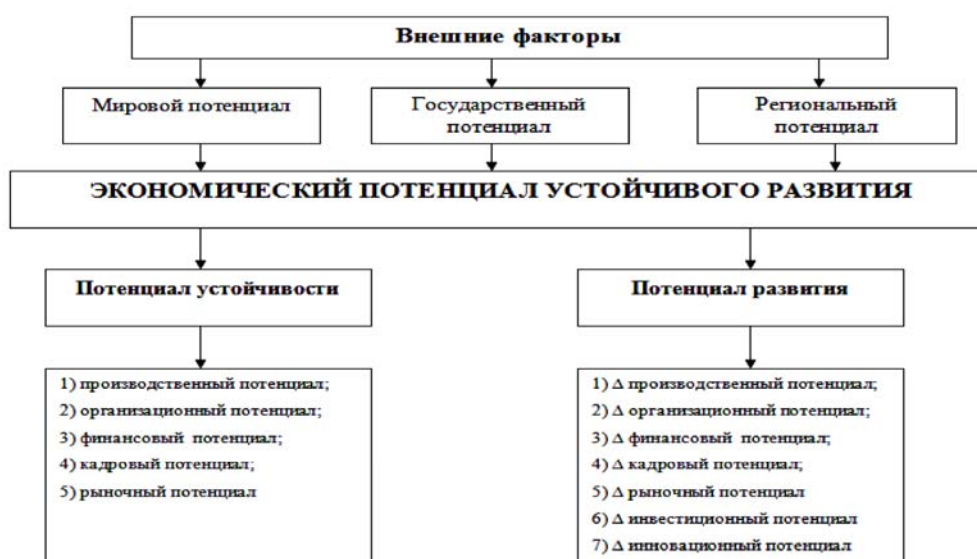 Внешние факторы
Мировой потенциал
Государственный
потенциал
Региональный
потенциал
ЭКОНОМИЧЕСКИЙ ПОТЕНЦИАЛ УСТОЙЧИВОГО РАЗВИТИЯ
Потенциал устойчивости
Потенциал развития
1) производственный потенциал;
2) организационный потенциал;
3) финансовый потенциал;
4) кадровый потенциал;
5) рыночный потенциал
1) Δ производственный потенциал;
2) Δ организационный потенциал;
3) Δ финансовый потенциал;
4) Δ кадровый потенциал;
5) Δ рыночный потенциал
6) Δ инвестиционный потенциал
7) Δ инновационный потенциал